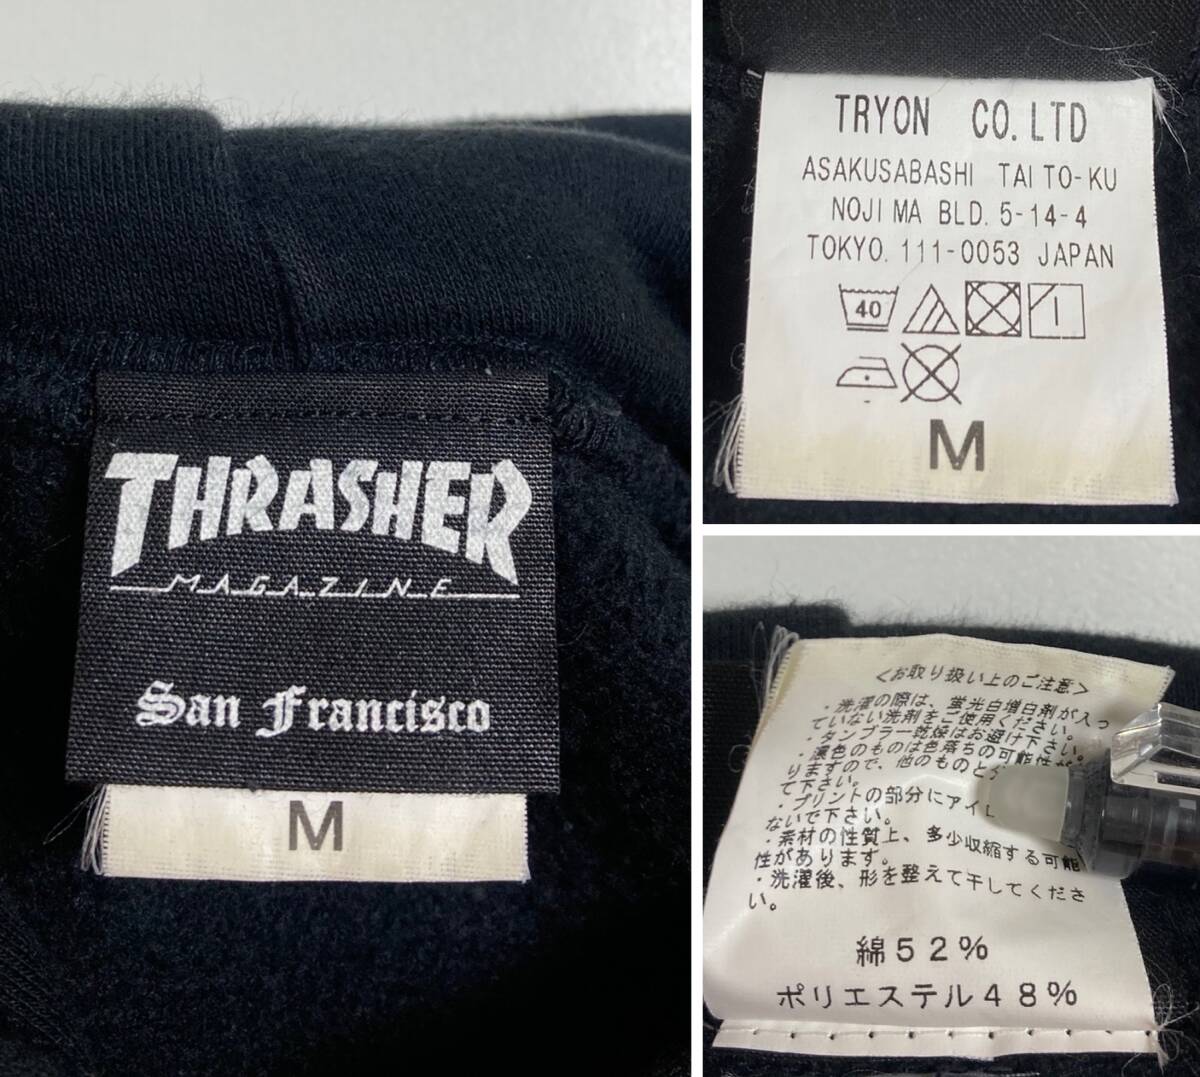 THRASHER
MAGAZINE
San Francisco
M
TRYON CO.LTD
ASAKUSABASHI TAITO-KU
NOJIMA BLD. 5-14-4
TOKYO. 111-0053 JAPAN
40
M
<お取り扱い上のご注意>
・洗濯の際は、蛍光白増白剤が入っ
ていない洗剤をご使用ください。
・タンブラー乾燥はお避け下さい。
・濃色のものは色落ちの可能性が
りますので、他のものと
て下さい。
・プリントの部分にアイ
ないで下さい。
・素材の性質上、多少収縮する可能
性があります。
・洗濯後、形を整えて干してくださ
い。
綿52%
ポリエステル48%